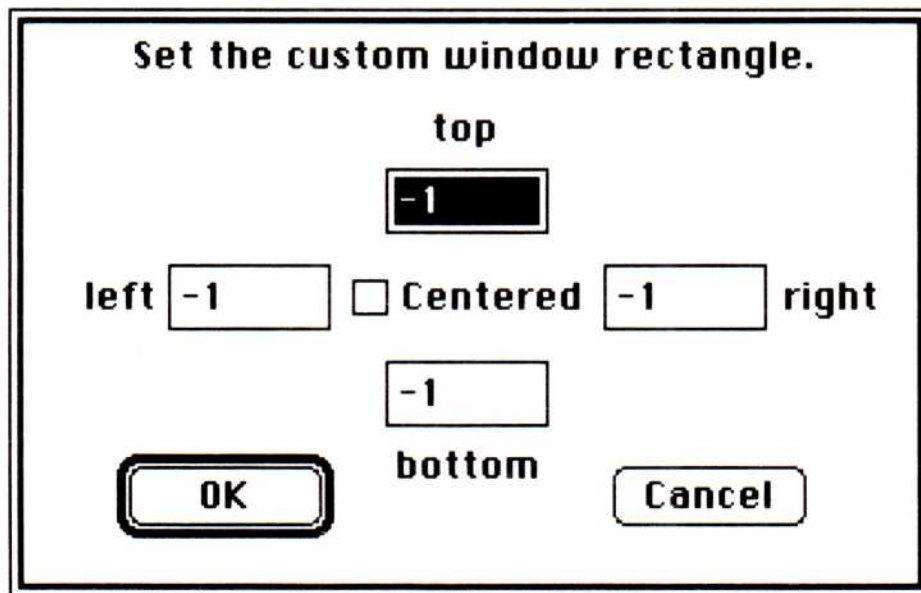 Set the custom window rectangle.
top
-1
left -1 Centered -1 right
-1
bottom
OK Cancel